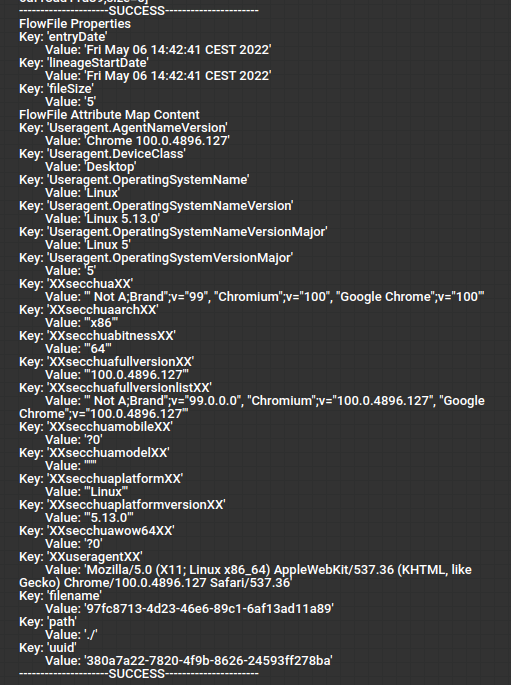 --------------------SUCCESS---------------------
FlowFile Properties
Key: 'entryDate'
Value: 'Fri May 06 14:42:41 CEST 2022'
Key: 'lineageStartDate'
Value: 'Fri May 06 14:42:41 CEST 2022'
Key: 'fileSize'
Value: '5'
FlowFile Attribute Map Content
Key: 'Useragent.AgentNameVersion'
Value: 'Chrome 100.0.4896.127'
Key: 'Useragent.DeviceClass'
Value: 'Desktop'
Key: 'Useragent.OperatingSystemName'
Value: 'Linux'
Key: 'Useragent.OperatingSystemNameVersion'
Value: 'Linux 5.13.0'
Key: 'Useragent.OperatingSystemNameVersionMajor'
Value: 'Linux 5'
Key: 'Useragent.OperatingSystemVersionMajor'
Value: '5'
Key: 'XXsecchuaXX'
Value: '" Not A;Brand";v="99", "Chromium";v="100", "Google Chrome";v="100"'
Key: 'XXsecchuaarchXX'
Value: '"x86"'
Key: 'XXsecchuabitnessXX'
Value: '"64"'
Key: 'XXsecchuafullversionXX'
Value: '"100.0.4896.127"'
Key: 'XXsecchuafullversionlistXX'
Value: '" Not A;Brand";v="99.0.0.0", "Chromium";v="100.0.4896.127", "Google
Chrome";v="100.0.4896.127"'
Key: 'XXsecchuamobileXX'
Value: '?0'
Key: 'XXsecchuamodelXX'
Value: '""'
Key: 'XXsecchuaplatformXX'
Value: '"Linux"'
Key: 'XXsecchuaplatformversionXX'
Value: '"5.13.0"'
Key: 'XXsecchuawow64XX'
Value: '?0'
Key: 'XXuseragentXX'
Value: 'Mozilla/5.0 (X11; Linux x86_64) AppleWebKit/537.36 (KHTML, like
Gecko) Chrome/100.0.4896.127 Safari/537.36'
Key: 'filename'
Value: '97fc8713-4d23-46e6-89c1-6af13ad11a89'
Key: 'path'
Value: './'
Key: 'uuid'
Value: '380a7a22-7820-4f9b-8626-24593ff278ba'
--------------------SUCCESS---------------------